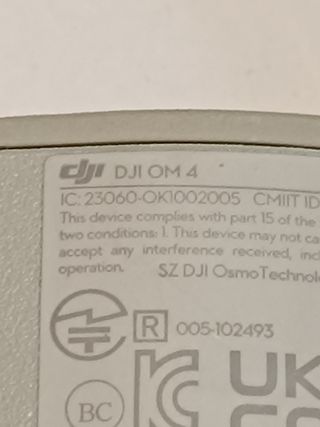 dji DJI OM 4
IC: 23060-OK1002005 CMIIT ID
This device complies with part 15 of the
two conditions: 1. This device may not ca
accept any interference received, incl
operation. SZ DJI OsmoTechnol
R 005-102493
BC UK